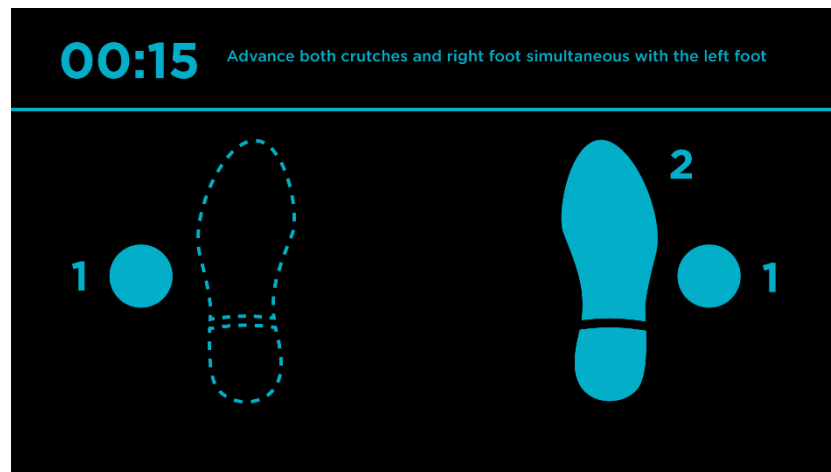 00:15 Advance both crutches and right foot simultaneous with the left foot
2
1 1